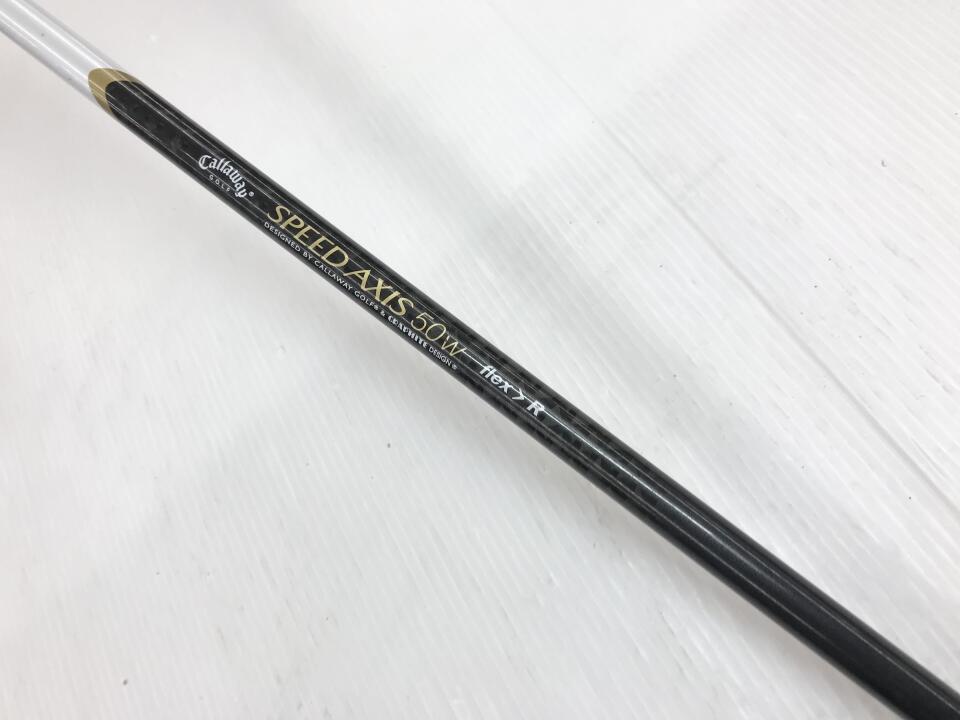 Callaway®
GOLF
SPEED AXIS 50W
DESIGNED BY CALLAWAY GOLF® & GRAPHITE DESIGN®
flex > R